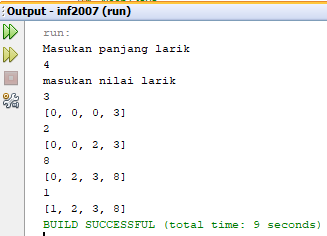 Output - inf2007 (run)
run:
Masukan panjang larik
4
masukan nilai larik
3
[0, 0, 0, 3]
2
[0, 0, 2, 3]
8
[0, 2, 3, 8]
1
[1, 2, 3, 8]
BUILD SUCCESSFUL (total time: 9 seconds)